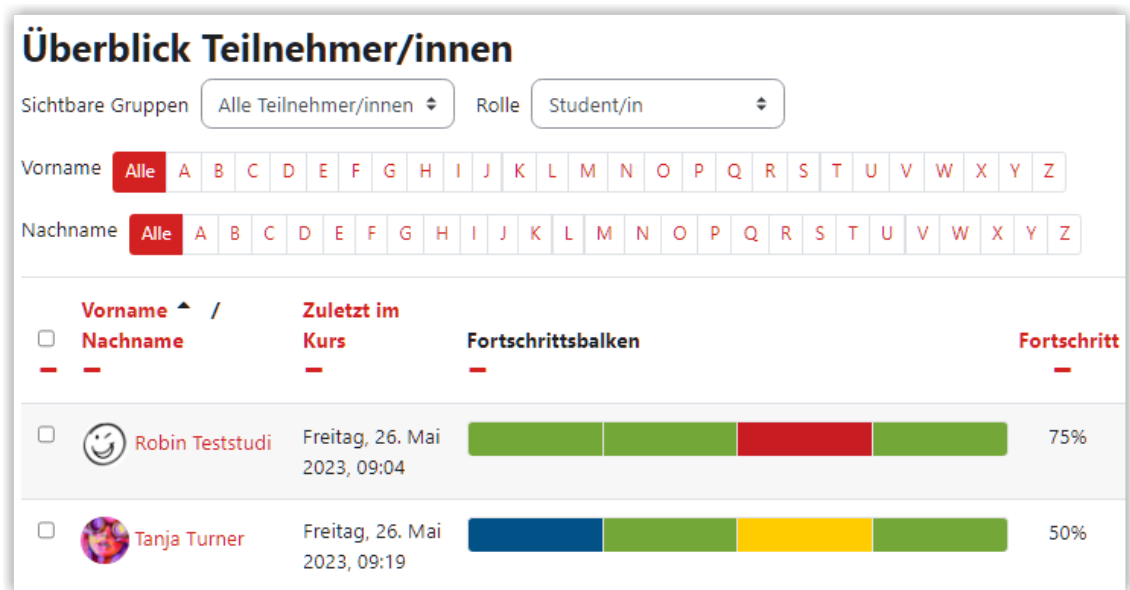 Überblick Teilnehmer/innen
Sichtbare Gruppen Alle Teilnehmer/innen Rolle Student/in
Vorname Alle A B C D E F G H I J K L M N O P Q R S T U V W X Y Z
Nachname Alle A B C D E F G H I J K L M N O P Q R S T U V W X Y Z
Vorname / Zuletzt im
Nachname Kurs Fortschrittsbalken Fortschritt
Robin Teststudi Freitag, 26. Mai 75%
2023, 09:04
Tanja Turner Freitag, 26. Mai 50%
2023, 09:19